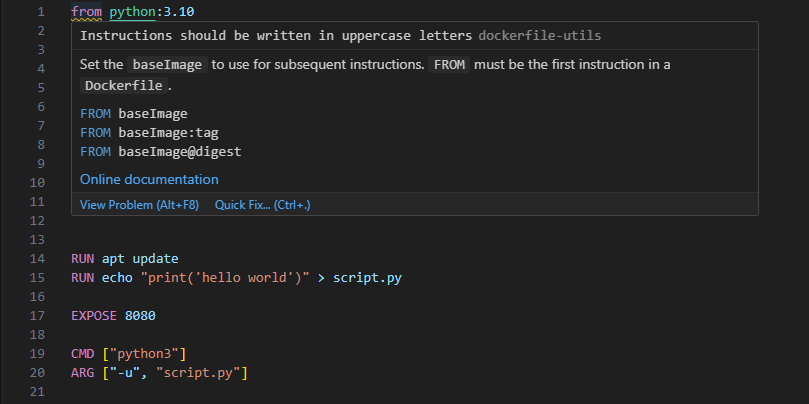 1 from python:3.10
2
Instructions should be written in uppercase letters dockerfile-utils
3
Set the baseImage to use for subsequent instructions. FROM must be the first instruction in a
4
Dockerfile.
5
6
FROM baseImage
7
FROM baseImage:tag
8
FROM baseImage@digest
9
10
Online documentation
11
View Problem (Alt+F8) Quick Fix... (Ctrl+.)
12
13
14 RUN apt update
15 RUN echo "print('hello world')" > script.py
16
17 EXPOSE 8080
18
19 CMD ["python3"]
20 ARG ["-u", "script.py"]
21